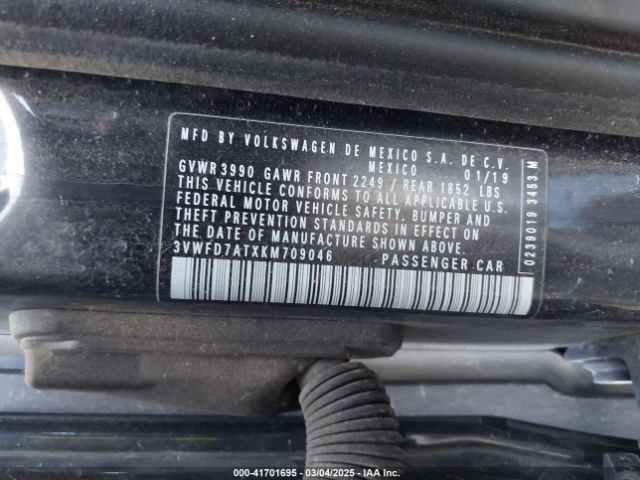 MFD BY VOLKSWAGEN DE MEXICO S.A. DE C.V.
MEXICO 01/19
GVWR 3990 GAWR FRONT 2249 / REAR 1852 LBS
THIS VEHICLE CONFORMS TO ALL APPLICABLE U.S.
FEDERAL MOTOR VEHICLE SAFETY, BUMPER AND
THEFT PREVENTION STANDARDS IN EFFECT ON
THE DATE OF MANUFACTURE SHOWN ABOVE
3VWFD7ATXKM709046 PASSENGER CAR
0239019 3453 M
000-41701695 - 03/04/2025 - IAA Inc.